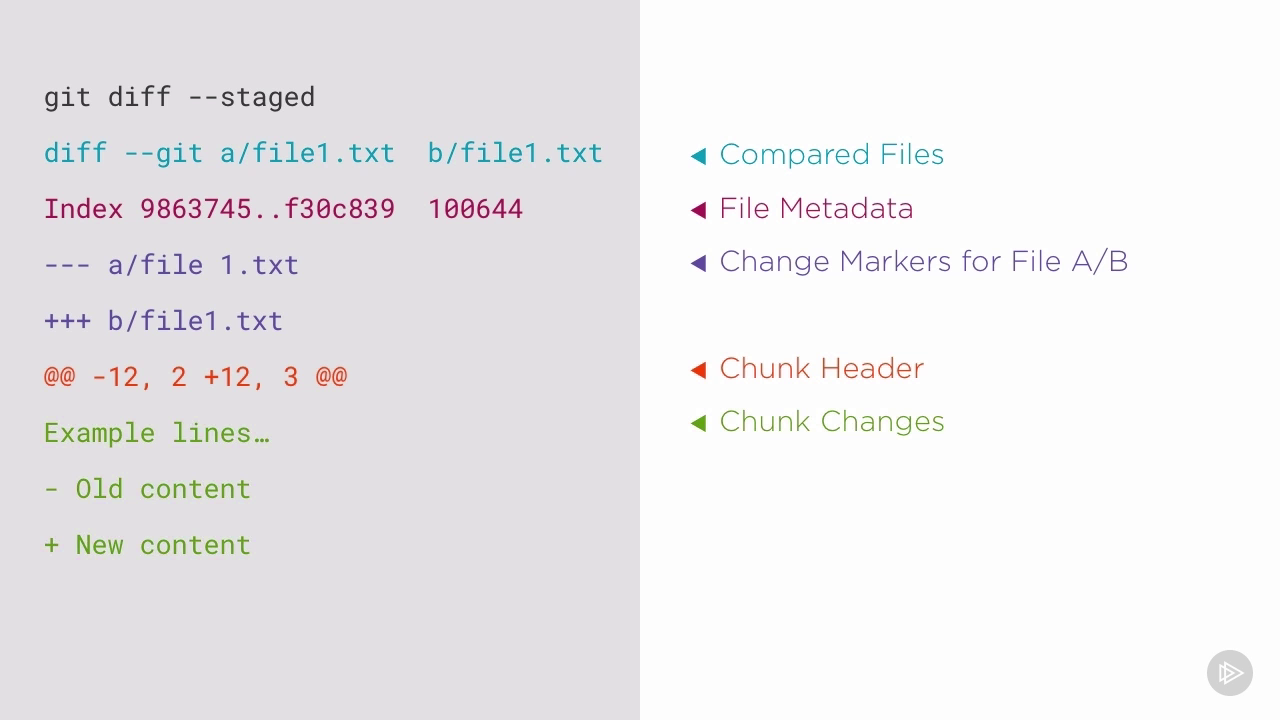 git diff --staged
diff --git a/file1.txt  b/file1.txt
Index 9863745..f30c839  100644
--- a/file 1.txt
+++ b/file1.txt
@@ -12, 2 +12, 3 @@
Example lines…
- Old content
+ New content
Compared Files
File Metadata
Change Markers for File A/B
Chunk Header
Chunk Changes